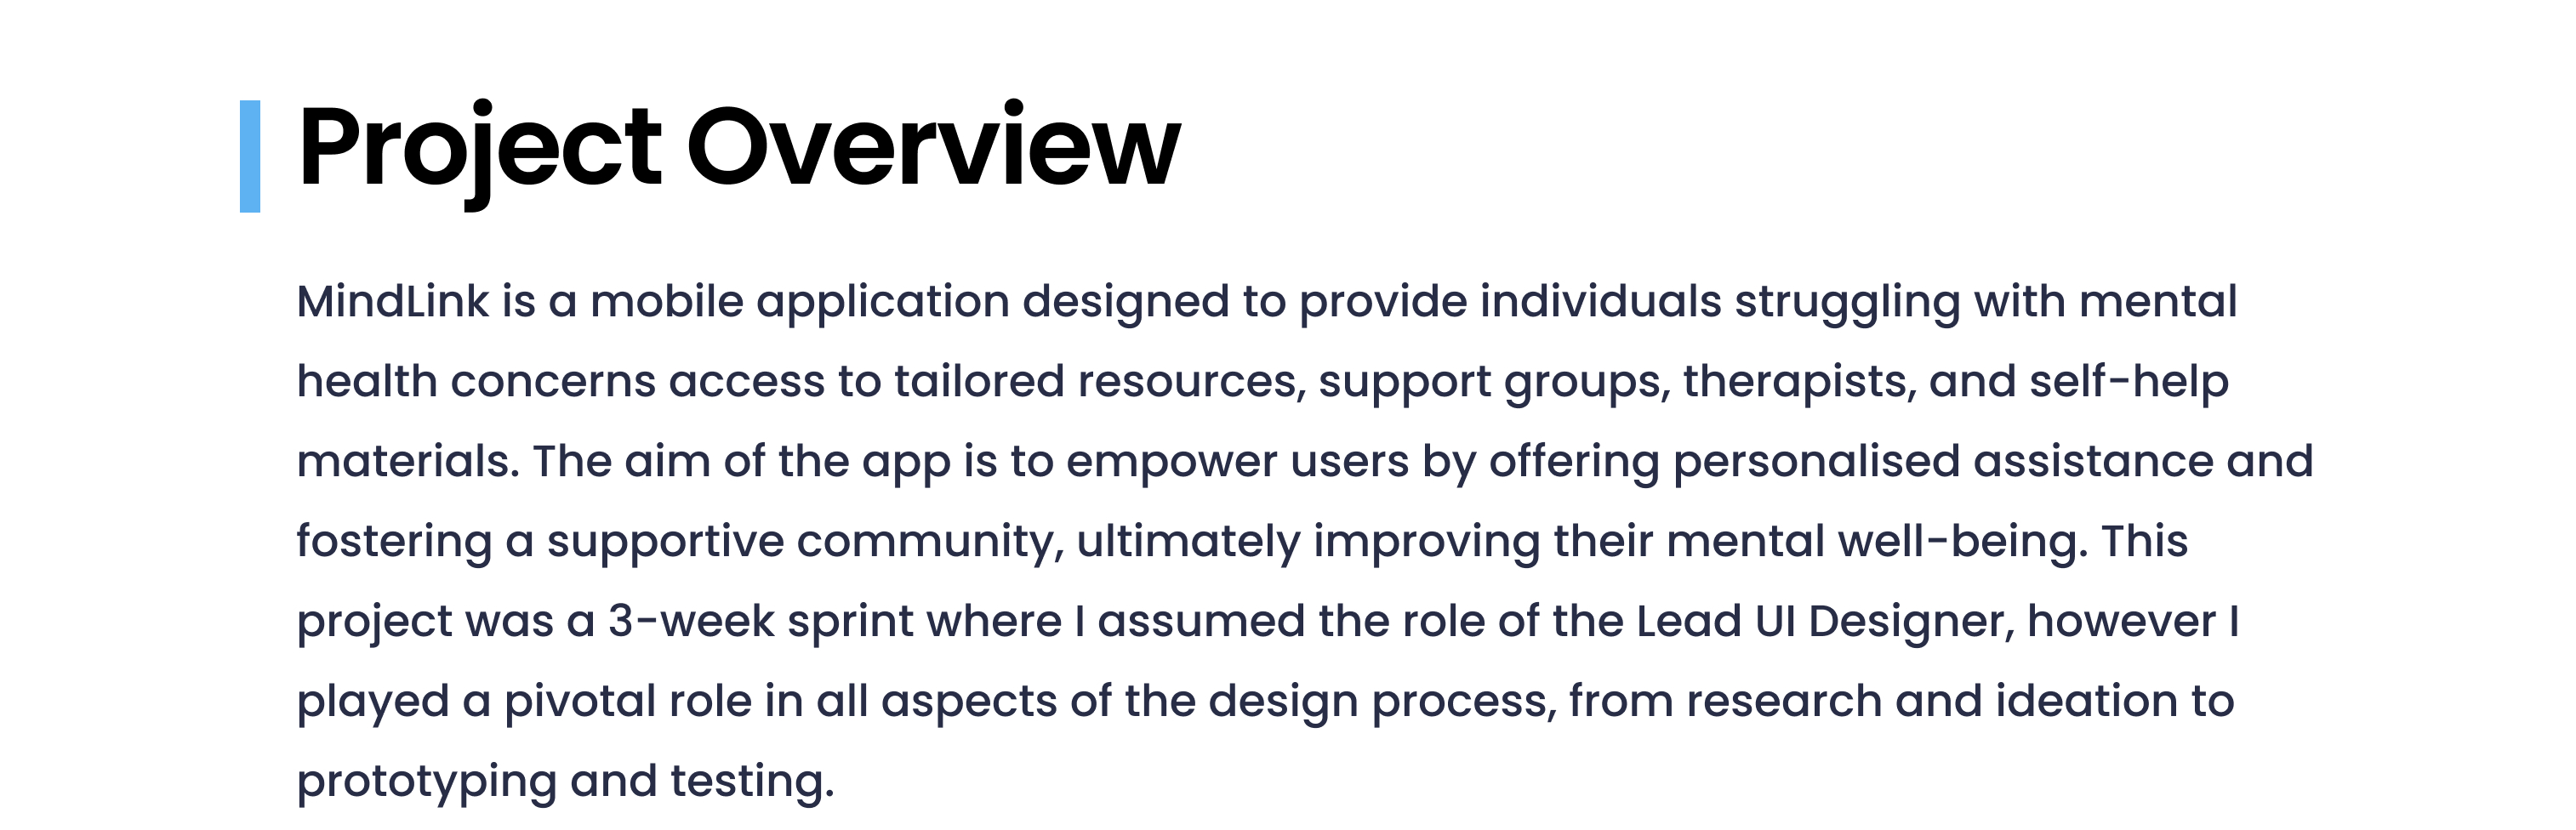 Project Overview
MindLink is a mobile application designed to provide individuals struggling with mental
health concerns access to tailored resources, support groups, therapists, and self-help
materials. The aim of the app is to empower users by offering personalised assistance and
fostering a supportive community, ultimately improving their mental well-being. This
project was a 3-week sprint where I assumed the role of the Lead UI Designer, however I
played a pivotal role in all aspects of the design process, from research and ideation to
prototyping and testing.